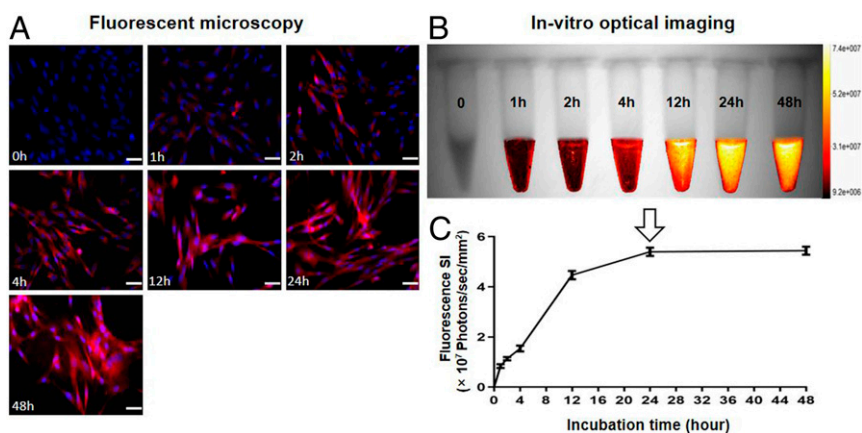 A
Fluorescent microscopy
0h
1h
2h
4h
12h
24h
48h
B
In-vitro optical imaging
0 1h 2h 4h 12h 24h 48h
7.4e+007
5.2e+007
3.1e+007
9.2e+006
C
Fluorescence SI
(× 10⁷ Photons/sec/mm²)
6
4
2
0
0 4 8 12 16 20 24 28 32 36 40 44 48
Incubation time (hour)